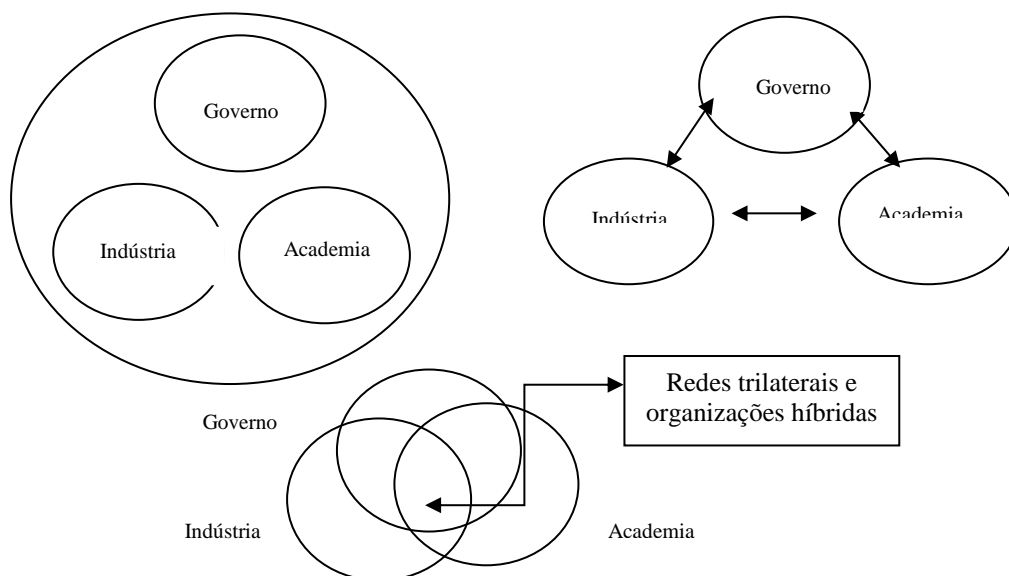 Governo
Indústria
Academia
Governo
Indústria
Academia
Redes trilaterais e
organizações híbridas
Governo
Indústria
Academia